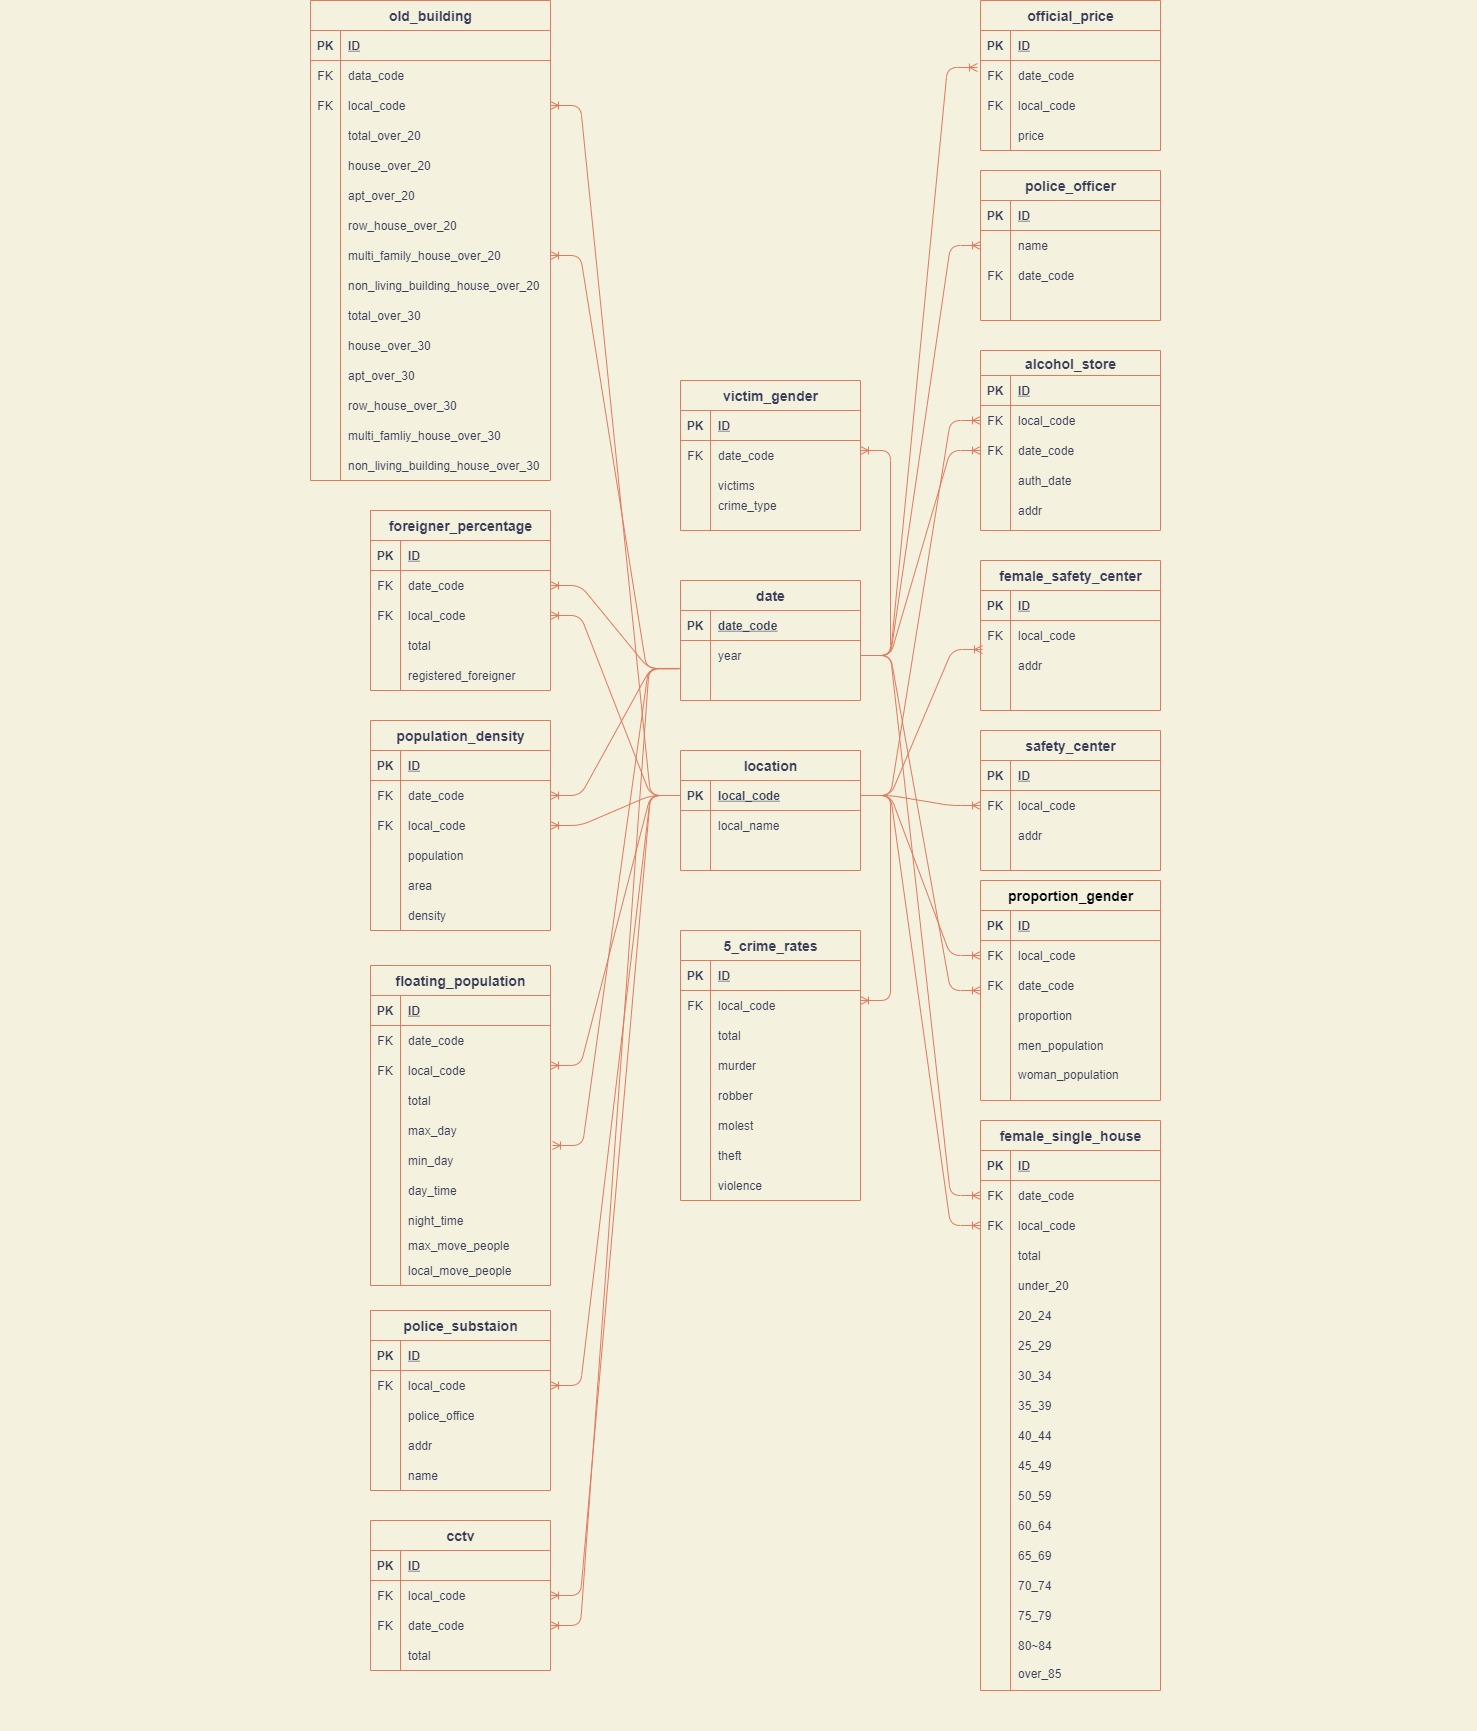 old_building
PK ID
FK data_code
FK local_code
total_over_20
house_over_20
apt_over_20
row_house_over_20
multi_family_house_over_20
non_living_building_house_over_20
total_over_30
house_over_30
apt_over_30
row_house_over_30
multi_famliy_house_over_30
non_living_building_house_over_30
foreigner_percentage
PK ID
FK date_code
FK local_code
total
registered_foreigner
population_density
PK ID
FK date_code
FK local_code
population
area
density
floating_population
PK ID
FK date_code
FK local_code
total
max_day
min_day
day_time
night_time
max_move_people
local_move_people
police_substaion
PK ID
FK local_code
police_office
addr
name
cctv
PK ID
FK local_code
FK date_code
total
victim_gender
PK ID
FK date_code
victims
crime_type
date
PK date_code
year
location
PK local_code
local_name
5_crime_rates
PK ID
FK local_code
total
murder
robber
molest
theft
violence
official_price
PK ID
FK date_code
FK local_code
price
police_officer
PK ID
name
FK date_code
alcohol_store
PK ID
FK local_code
FK date_code
auth_date
addr
female_safety_center
PK ID
FK local_code
addr
safety_center
PK ID
FK local_code
addr
proportion_gender
PK ID
FK local_code
FK date_code
proportion
men_population
woman_population
female_single_house
PK ID
FK date_code
FK local_code
total
under_20
20_24
25_29
30_34
35_39
40_44
45_49
50_59
60_64
65_69
70_74
75_79
80~84
over_85